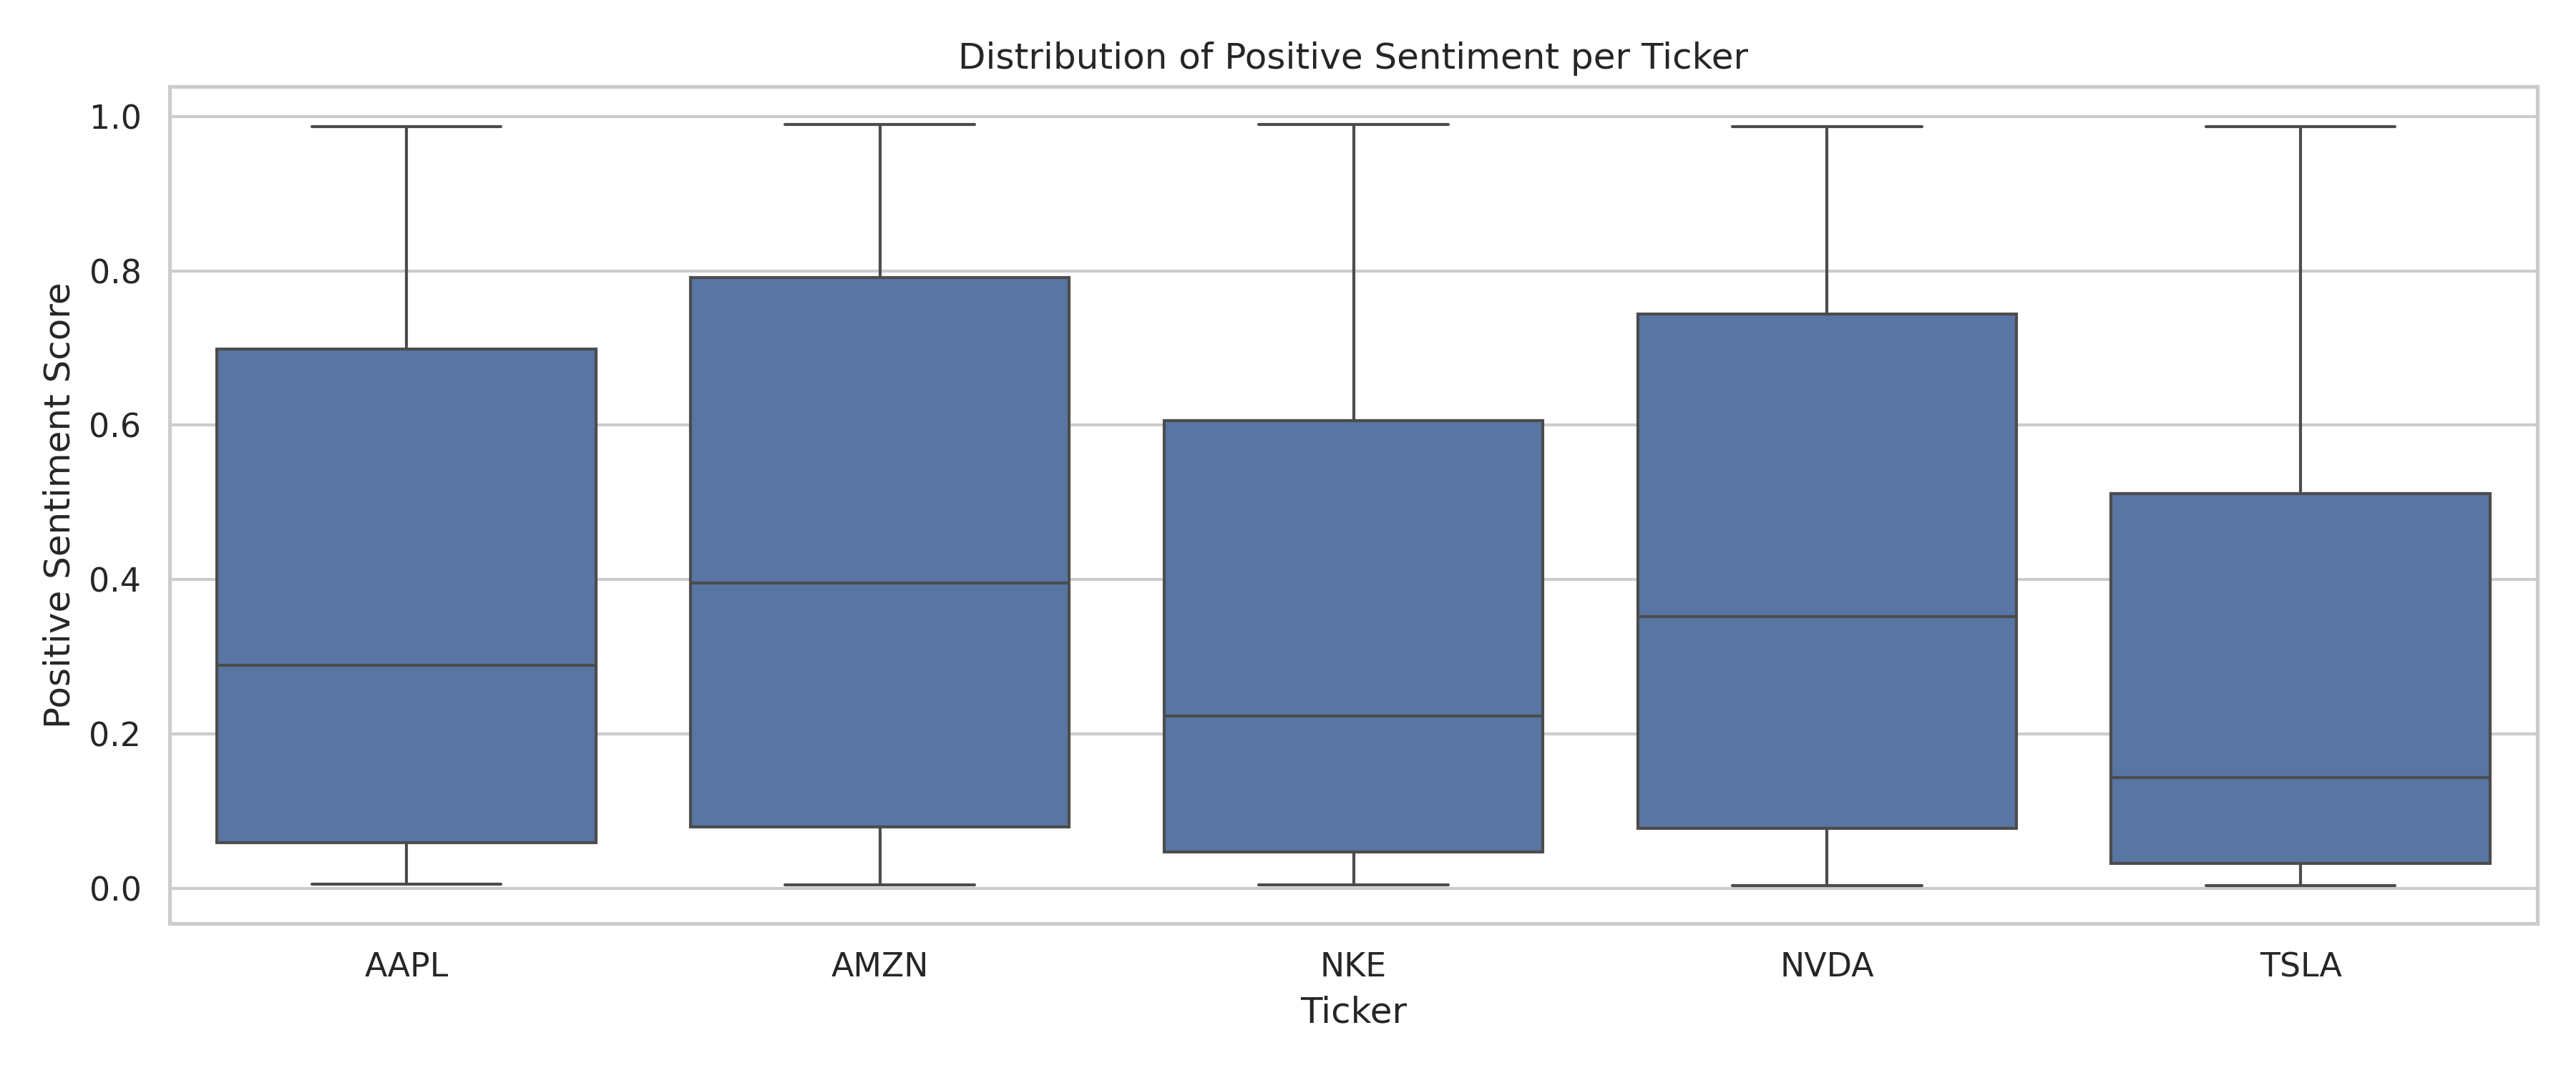 Distribution of Positive Sentiment per Ticker
Positive Sentiment Score
1.0
0.8
0.6
0.4
0.2
0.0
AAPL AMZN NKE NVDA TSLA
Ticker